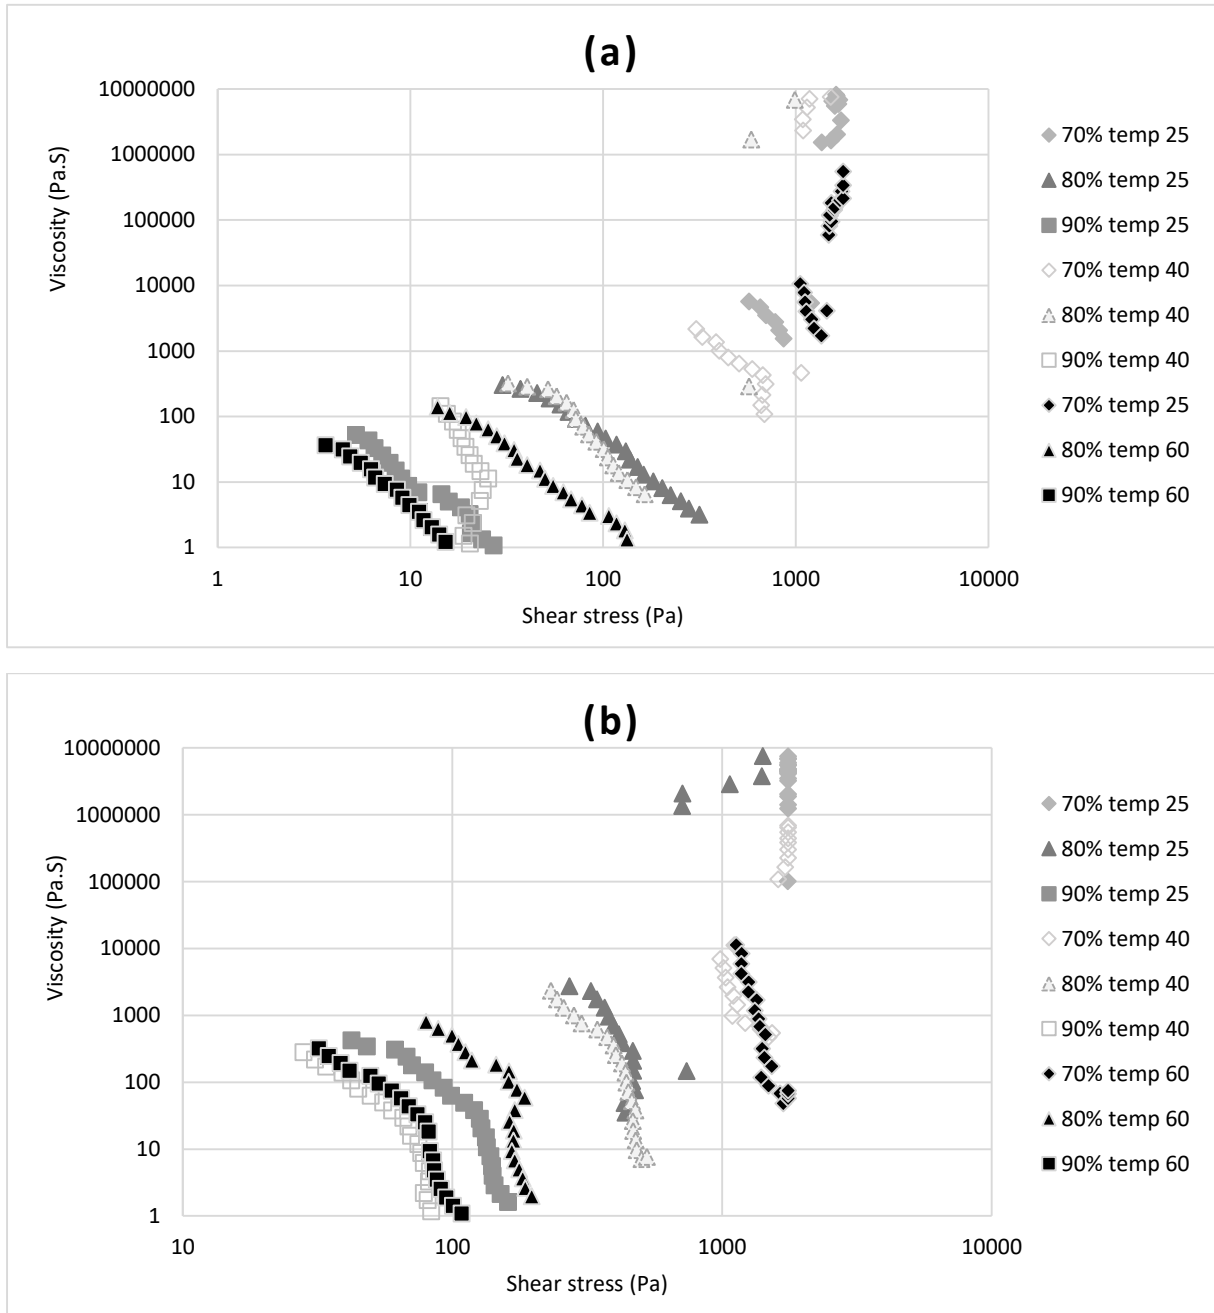 (a)
10000000
1000000
100000
10000
1000
100
10
1
Viscosity (Pa.S)
1
10
100
1000
10000
Shear stress (Pa)
70% temp 25
80% temp 25
90% temp 25
70% temp 40
80% temp 40
90% temp 40
70% temp 25
80% temp 60
90% temp 60
(b)
10000000
1000000
100000
10000
1000
100
10
1
Viscosity (Pa.S)
10
100
1000
10000
Shear stress (Pa)
70% temp 25
80% temp 25
90% temp 25
70% temp 40
80% temp 40
90% temp 40
70% temp 60
80% temp 60
90% temp 60